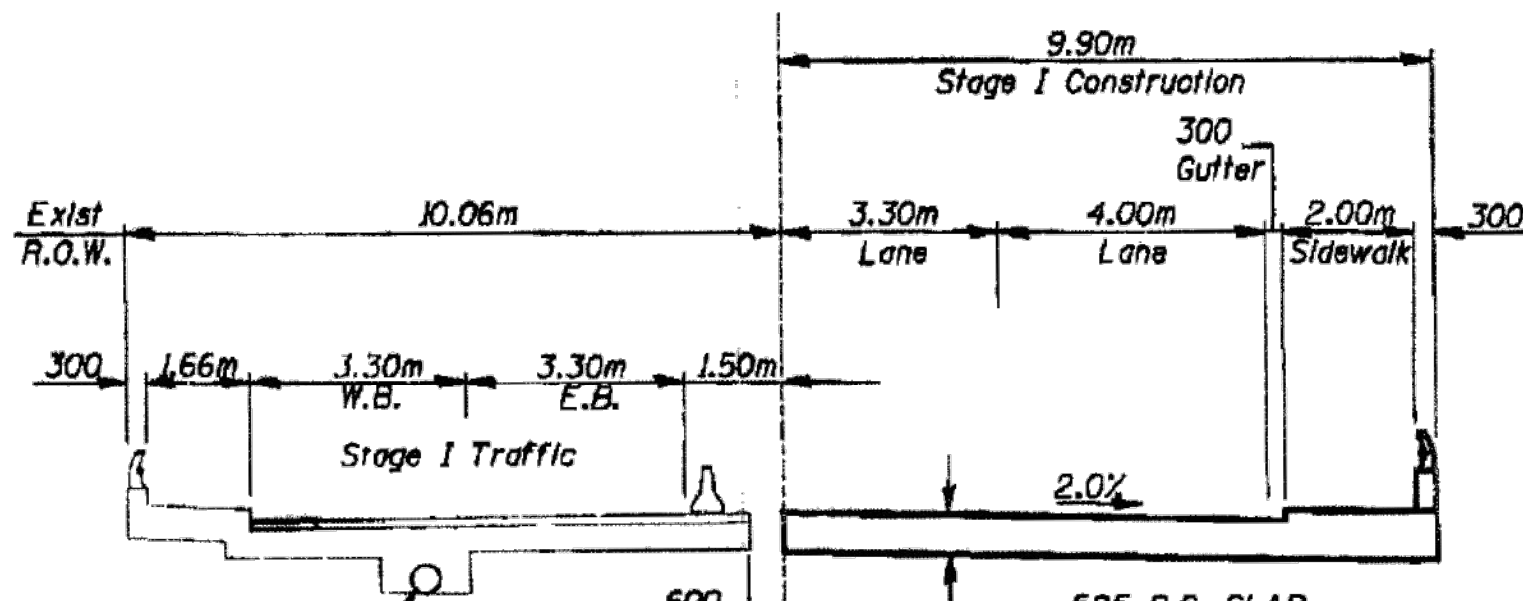 9.90m
Stage I Construction
300
Gutter
Exist
R.O.W.
10.06m
3.30m
Lane
4.00m
Lane
2.00m
Sidewalk
300
300
1.66m
3.30m
W.B.
3.30m
E.B.
1.50m
Stage I Traffic
2.0%
600